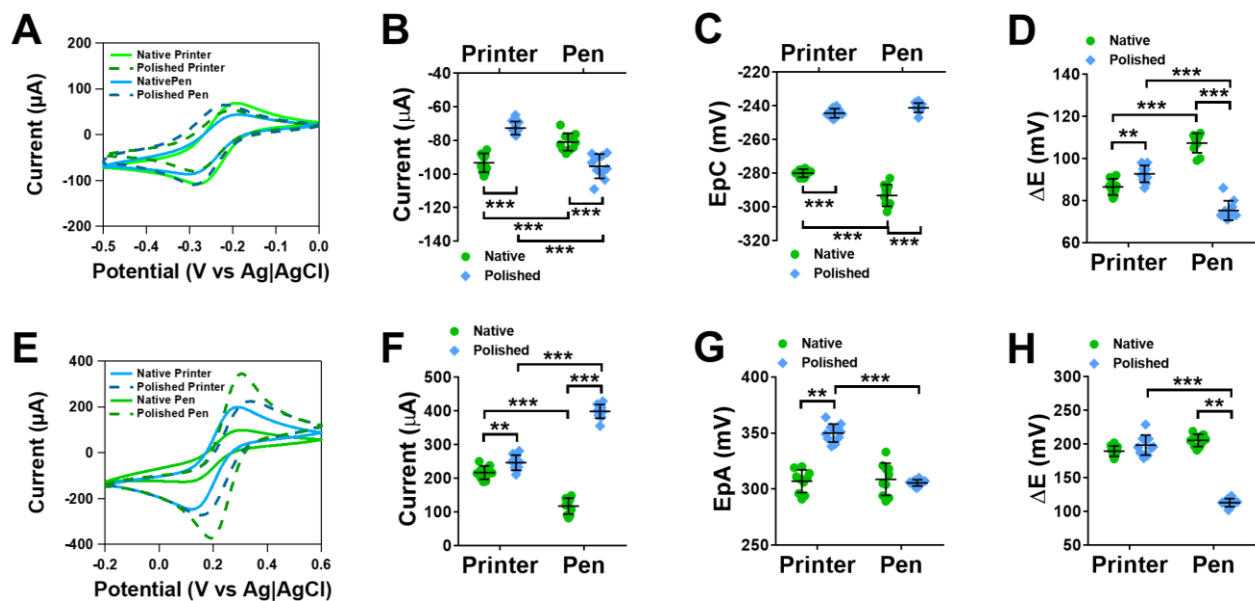 A
200
100
0
-100
-200
-0.5
-0.4
-0.3
-0.2
-0.1
0.0
Current (µA)
Potential (V vs Ag|AgCl)
Native Printer
Polished Printer
NativePen
Polished Pen
B
Printer Pen
-40
-60
-80
-100
-120
-140
Current (µA)
***
***
***
***
Native
Polished
C
Printer Pen
-220
-240
-260
-280
-300
-320
EpC (mV)
***
***
***
Native
Polished
D
Native
Polished
140
120
100
80
60
ΔE (mV)
***
***
***
**
Printer Pen
E
400
200
0
-200
-400
-0.2
0.0
0.2
0.4
0.6
Current (µA)
Potential (V vs Ag|AgCl)
Native Printer
Polished Printer
Native Pen
Polished Pen
F
Native
Polished
500
400
300
200
100
0
Current (µA)
***
***
***
**
Printer Pen
G
Native
Polished
400
350
300
250
EpA (mV)
**
***
Printer Pen
H
Native
Polished
300
250
200
150
100
50
ΔE (mV)
***
**
Printer Pen